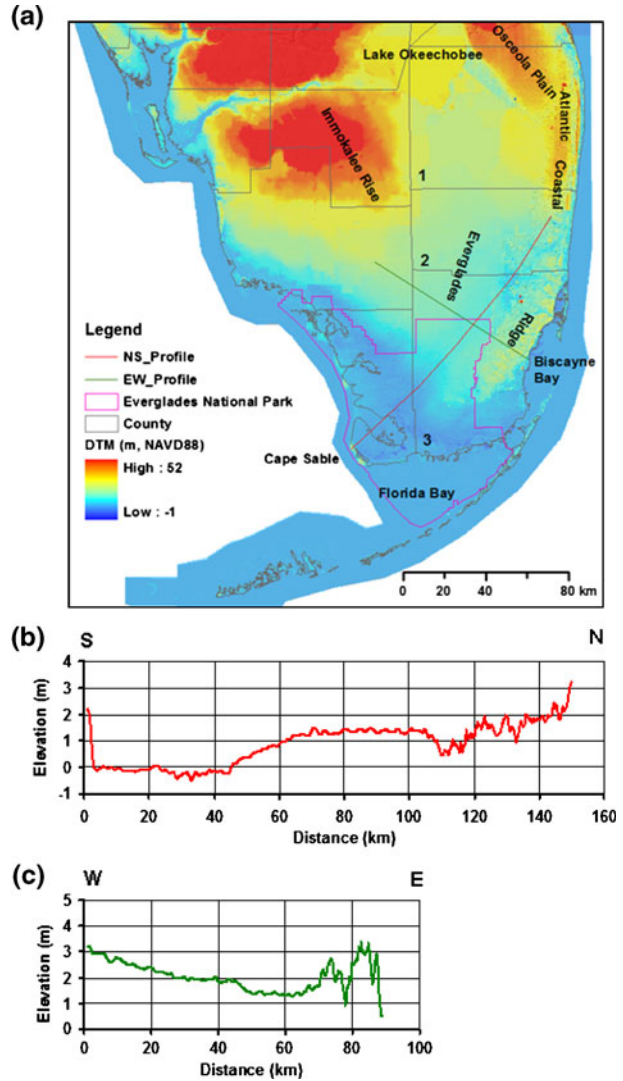 (a)
Lake Okeechobee
Osceola Plain
Atlantic Coastal
Immokalee Rise
1
2
Everglades
Ridge
Legend
NS_Profile
EW_Profile
Everglades National Park
County
DTM (m, NAVD88)
High : 52
Low : -1
Biscayne
Bay
3
Cape Sable
Florida Bay
0 20 40 80
km
(b)
S N
4
3
2
1
0
-1
Elevation (m)
0 20 40 60 80 100 120 140 160
Distance (km)
(c)
W E
5
4
3
2
1
0
Elevation (m)
0 20 40 60 80 100
Distance (km)